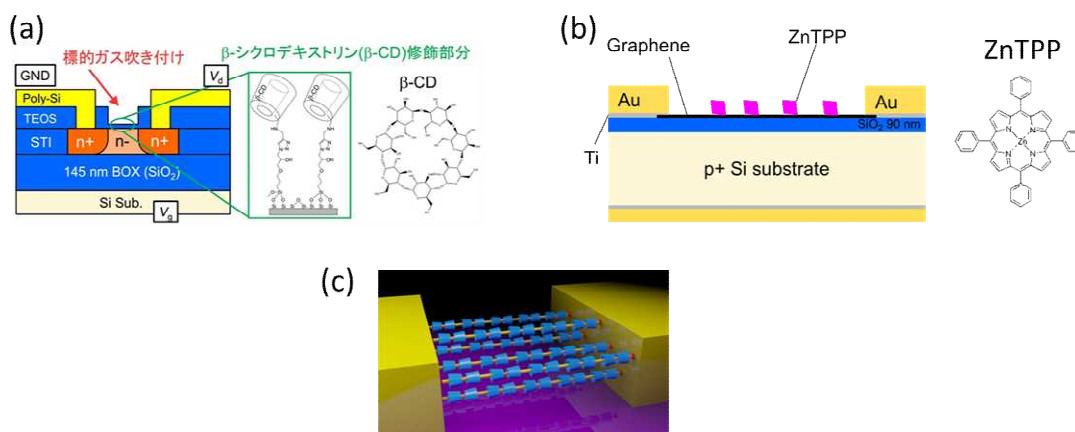 (a)
標的ガス吹き付け
β-シクロデキストリン(β-CD)修飾部分
GND
Vd
Poly-Si
TEOS
STI
n+
n-
n+
145 nm BOX (SiO2)
Si Sub.
Vg
β-CD
β-CD
β-CD
(b)
Graphene
ZnTPP
ZnTPP
Au
Au
SiO2 90 nm
Ti
p+ Si substrate
Zn
N
N
N
N
(c)